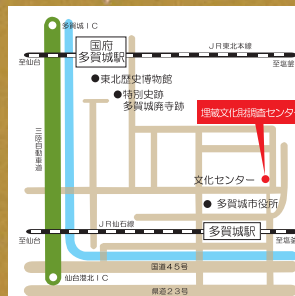 多賀城IC
国府
多賀城駅
JR東北本線
至仙台
至塩釜
東北歴史博物館
特別史跡
多賀城廃寺跡
埋蔵文化財調査センター
三陸自動車道
文化センター
多賀城市役所
JR仙石線
多賀城駅
至仙台
至塩釜
国道45号
仙台港北IC
県道23号